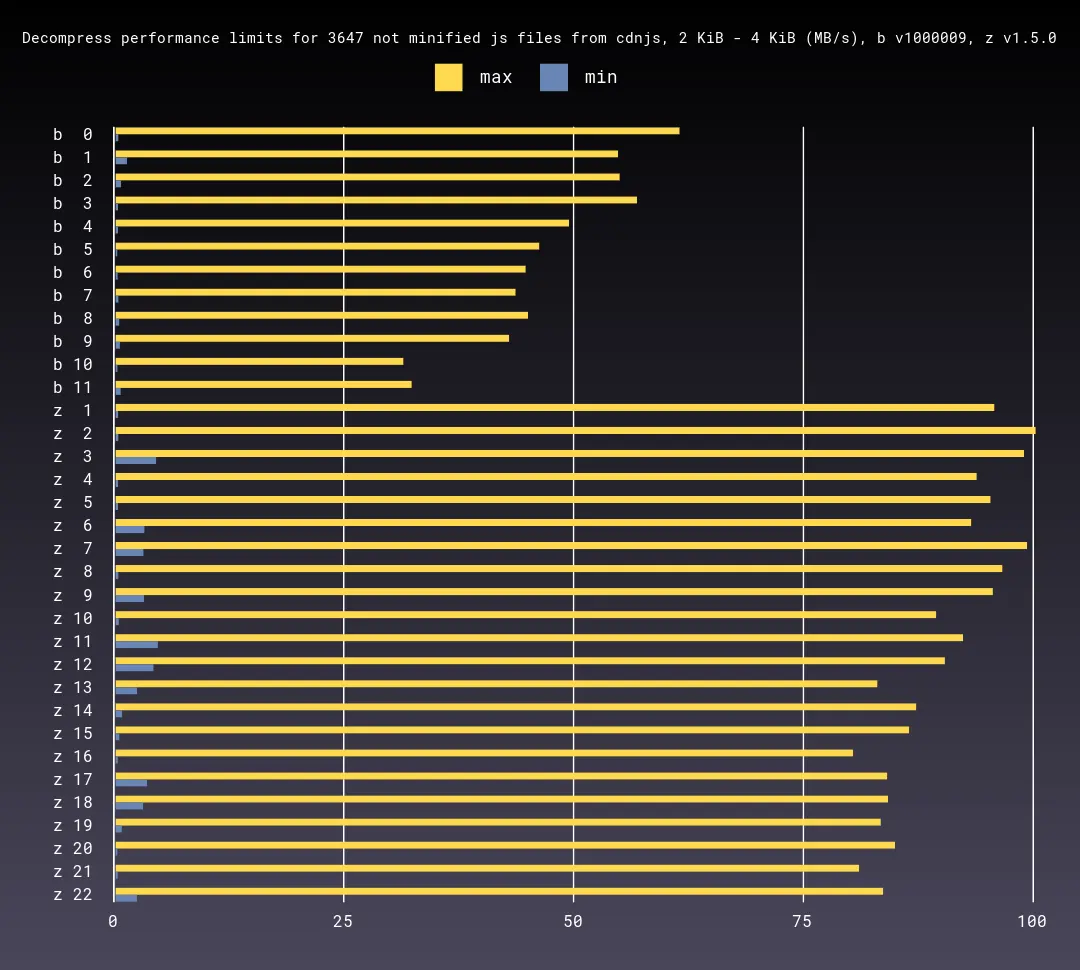 Decompress performance limits for 3647 not minified js files from cdnjs, 2 KiB - 4 KiB (MB/s), b v1000009, z v1.5.0
max min
b 0
b 1
b 2
b 3
b 4
b 5
b 6
b 7
b 8
b 9
b 10
b 11
z 1
z 2
z 3
z 4
z 5
z 6
z 7
z 8
z 9
z 10
z 11
z 12
z 13
z 14
z 15
z 16
z 17
z 18
z 19
z 20
z 21
z 22
0 25 50 75 100